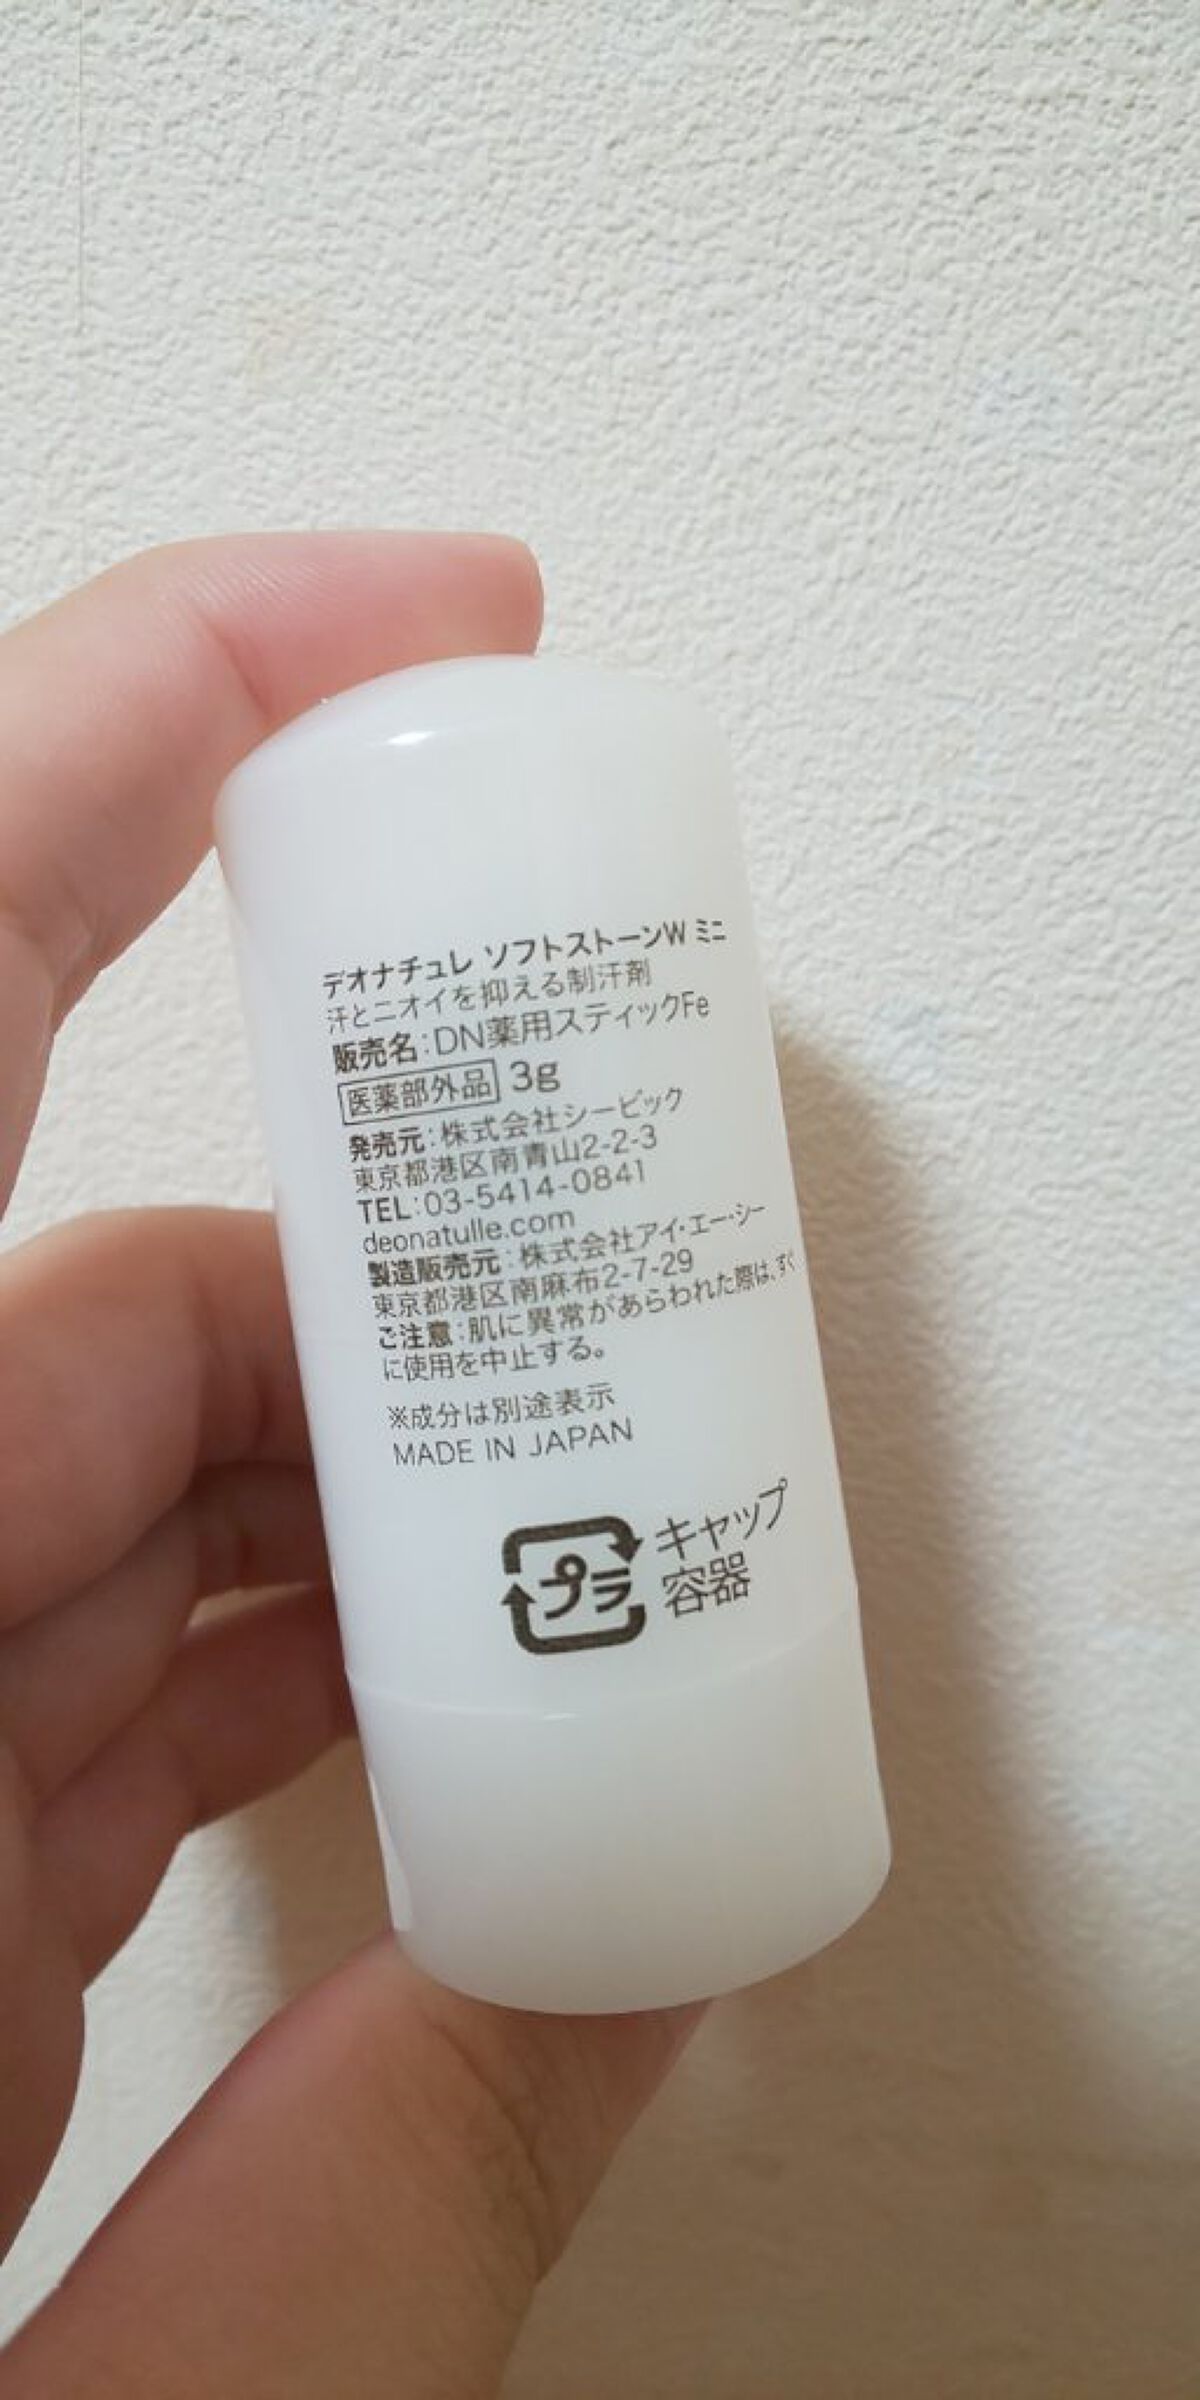 デオナチュレ ソフトストーンW ミニ
汗とニオイを抑える制汗剤
販売名:DN薬用スティックFe
医薬部外品 3g
発売元:株式会社シービック
東京都港区南青山2-2-3
TEL:03-5414-0841
deonatulle.com
製造販売元:株式会社アイ・エー・シー
東京都港区南麻布2-7-29
ご注意:肌に異常があらわれた際は、すぐ
に使用を中止する。
※成分は別途表示
MADE IN JAPAN
プラ キャップ
容器